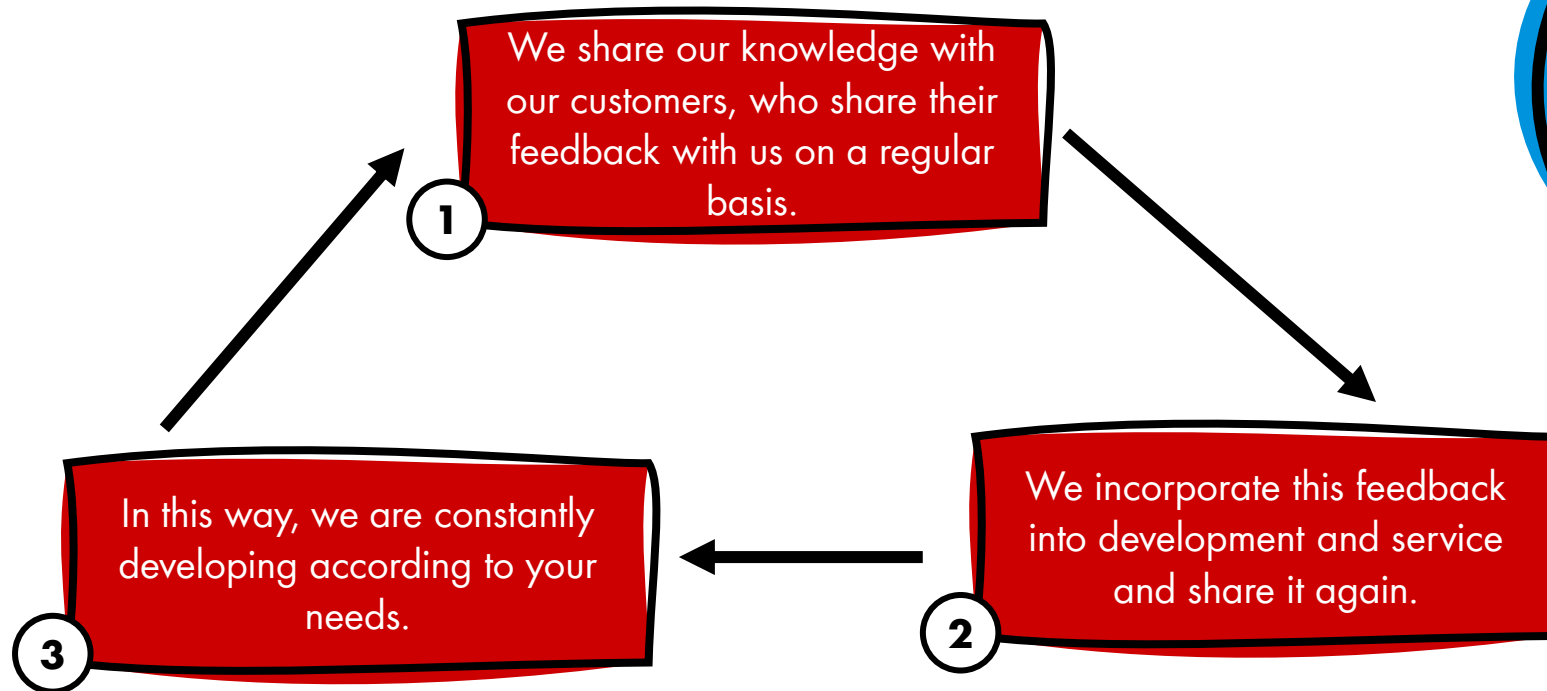 We share our knowledge with
our customers, who share their
feedback with us on a regular
basis.
1
We incorporate this feedback
into development and service
and share it again.
2
In this way, we are constantly
developing according to your
needs.
3